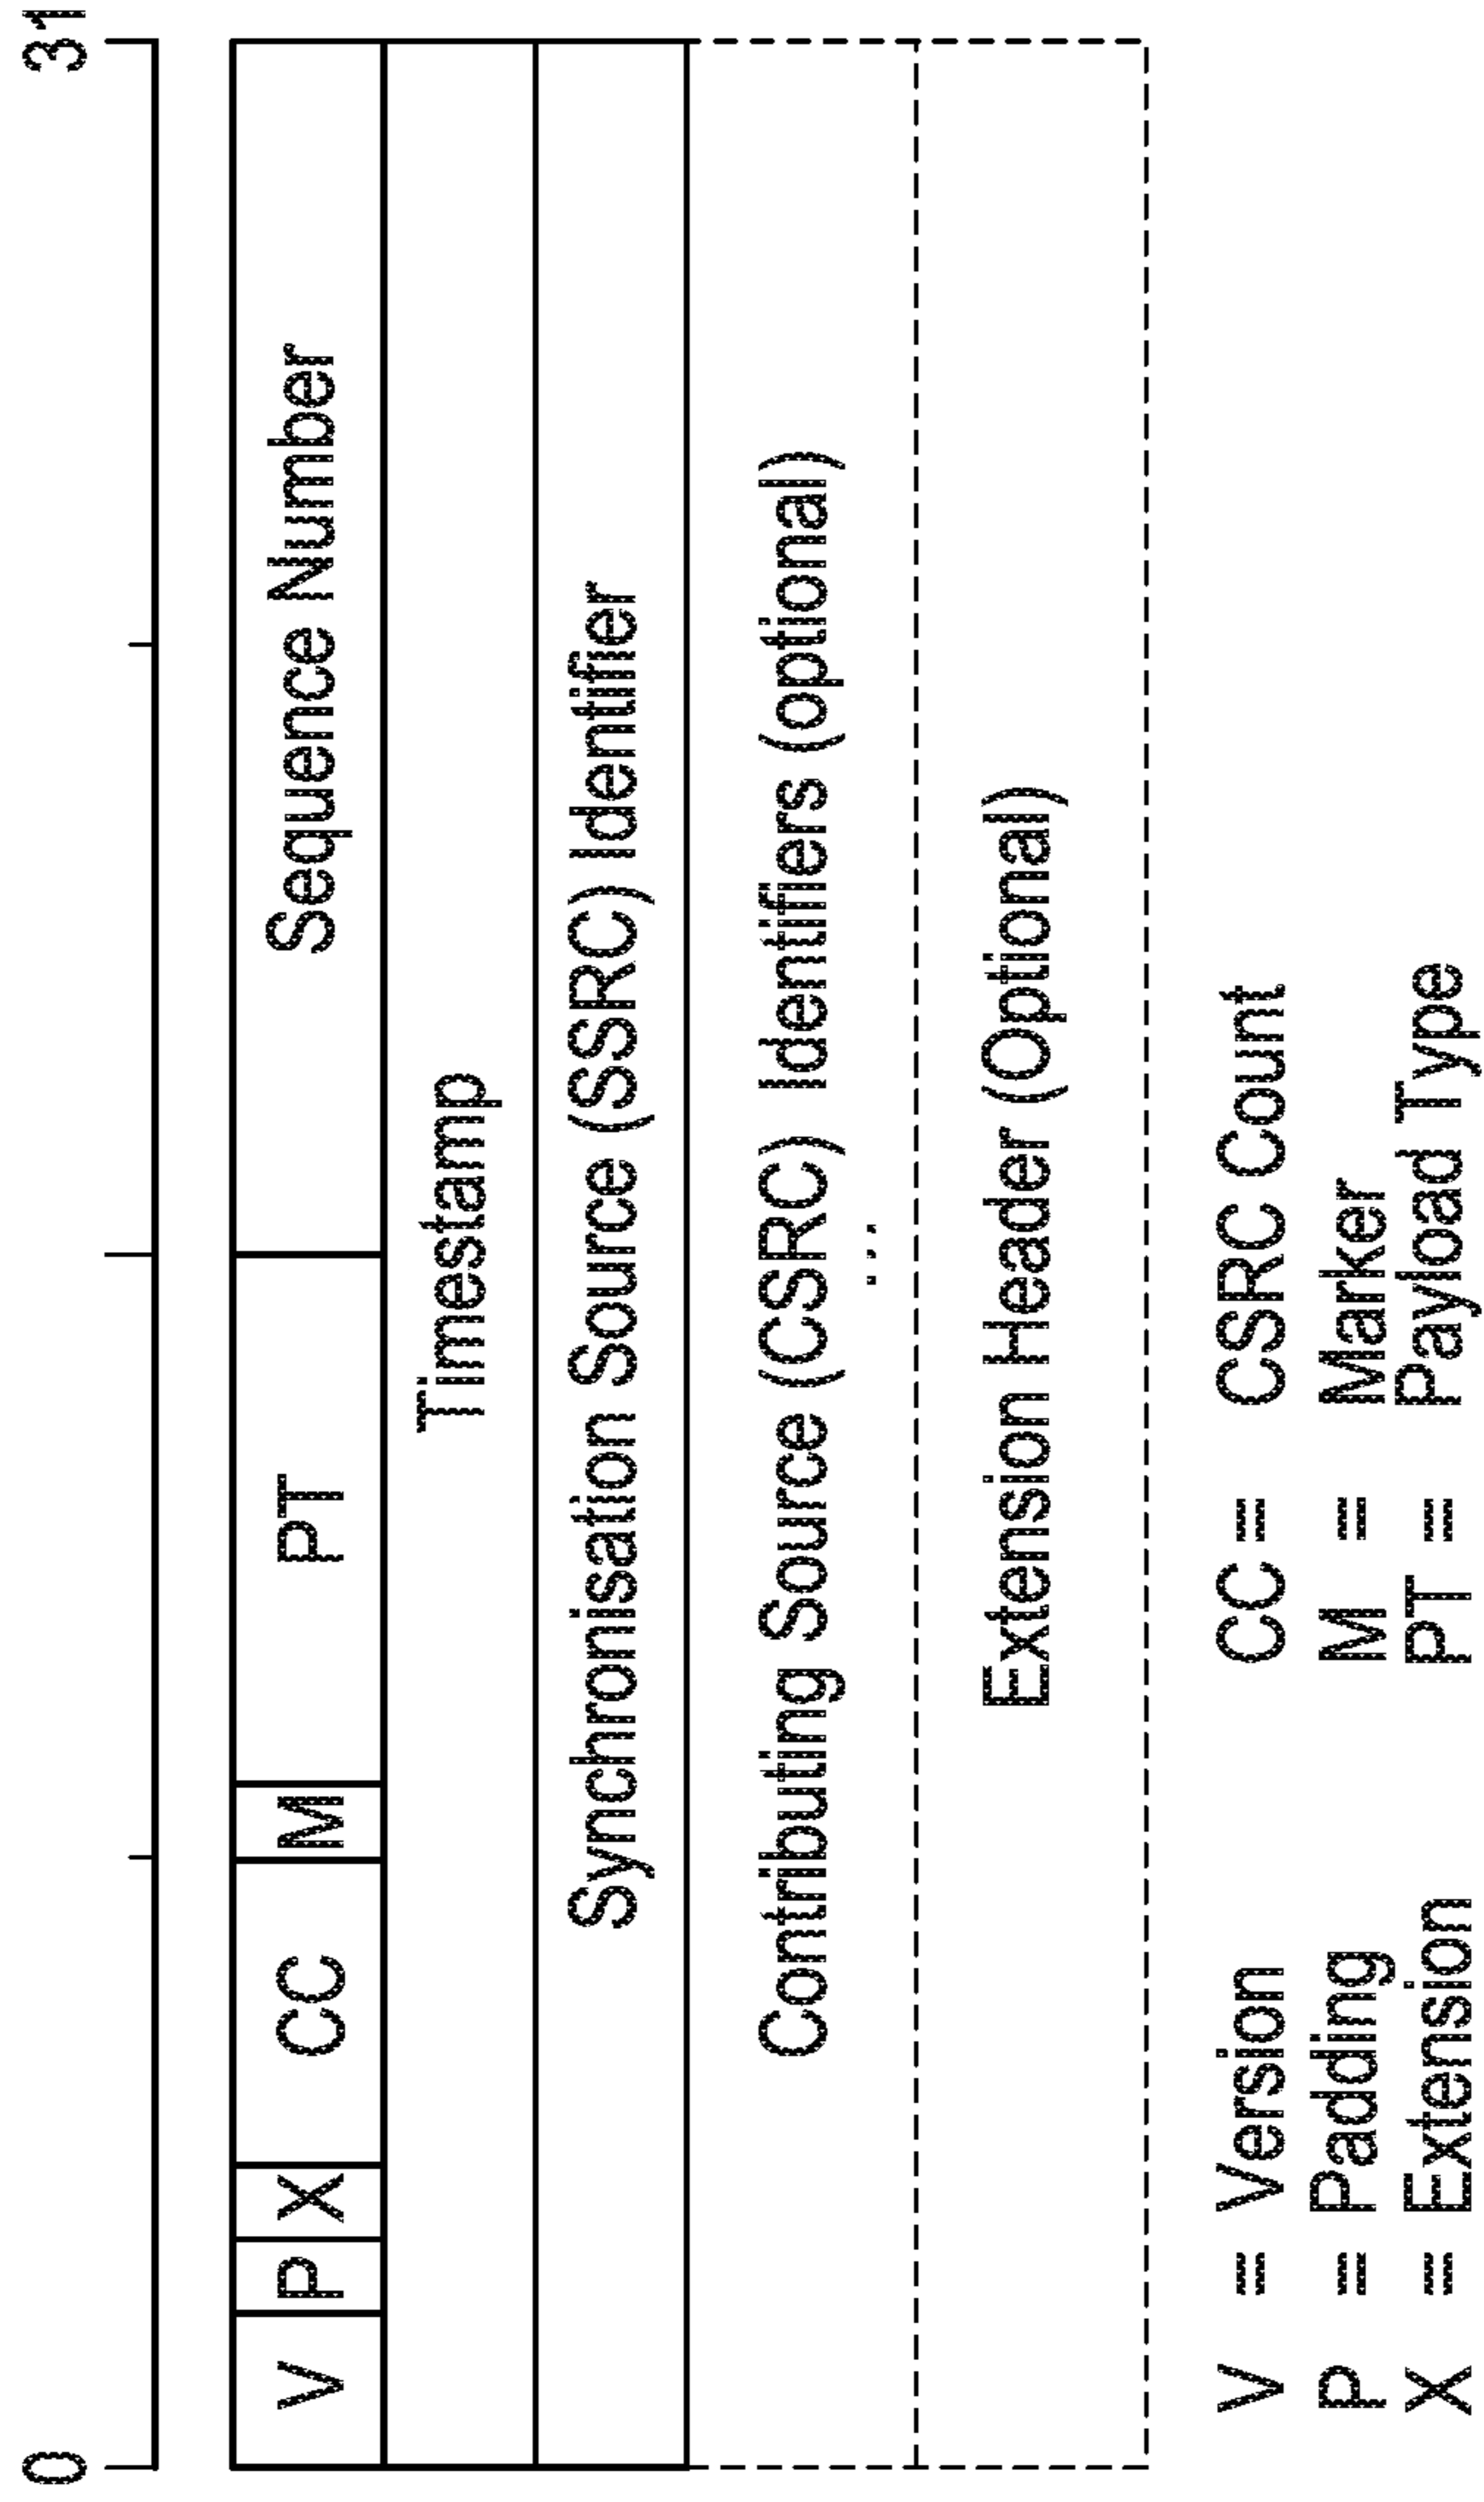 0 31
V P X CC M PT Sequence Number
Timestamp
Synchronisation Source (SSRC) Identifier
Contributing Source (CSRC) Identifiers (optional)
...
Extension Header (Optional)
V = Version CC = CSRC Count
P = Padding M = Marker
X = Extension PT = Payload Type